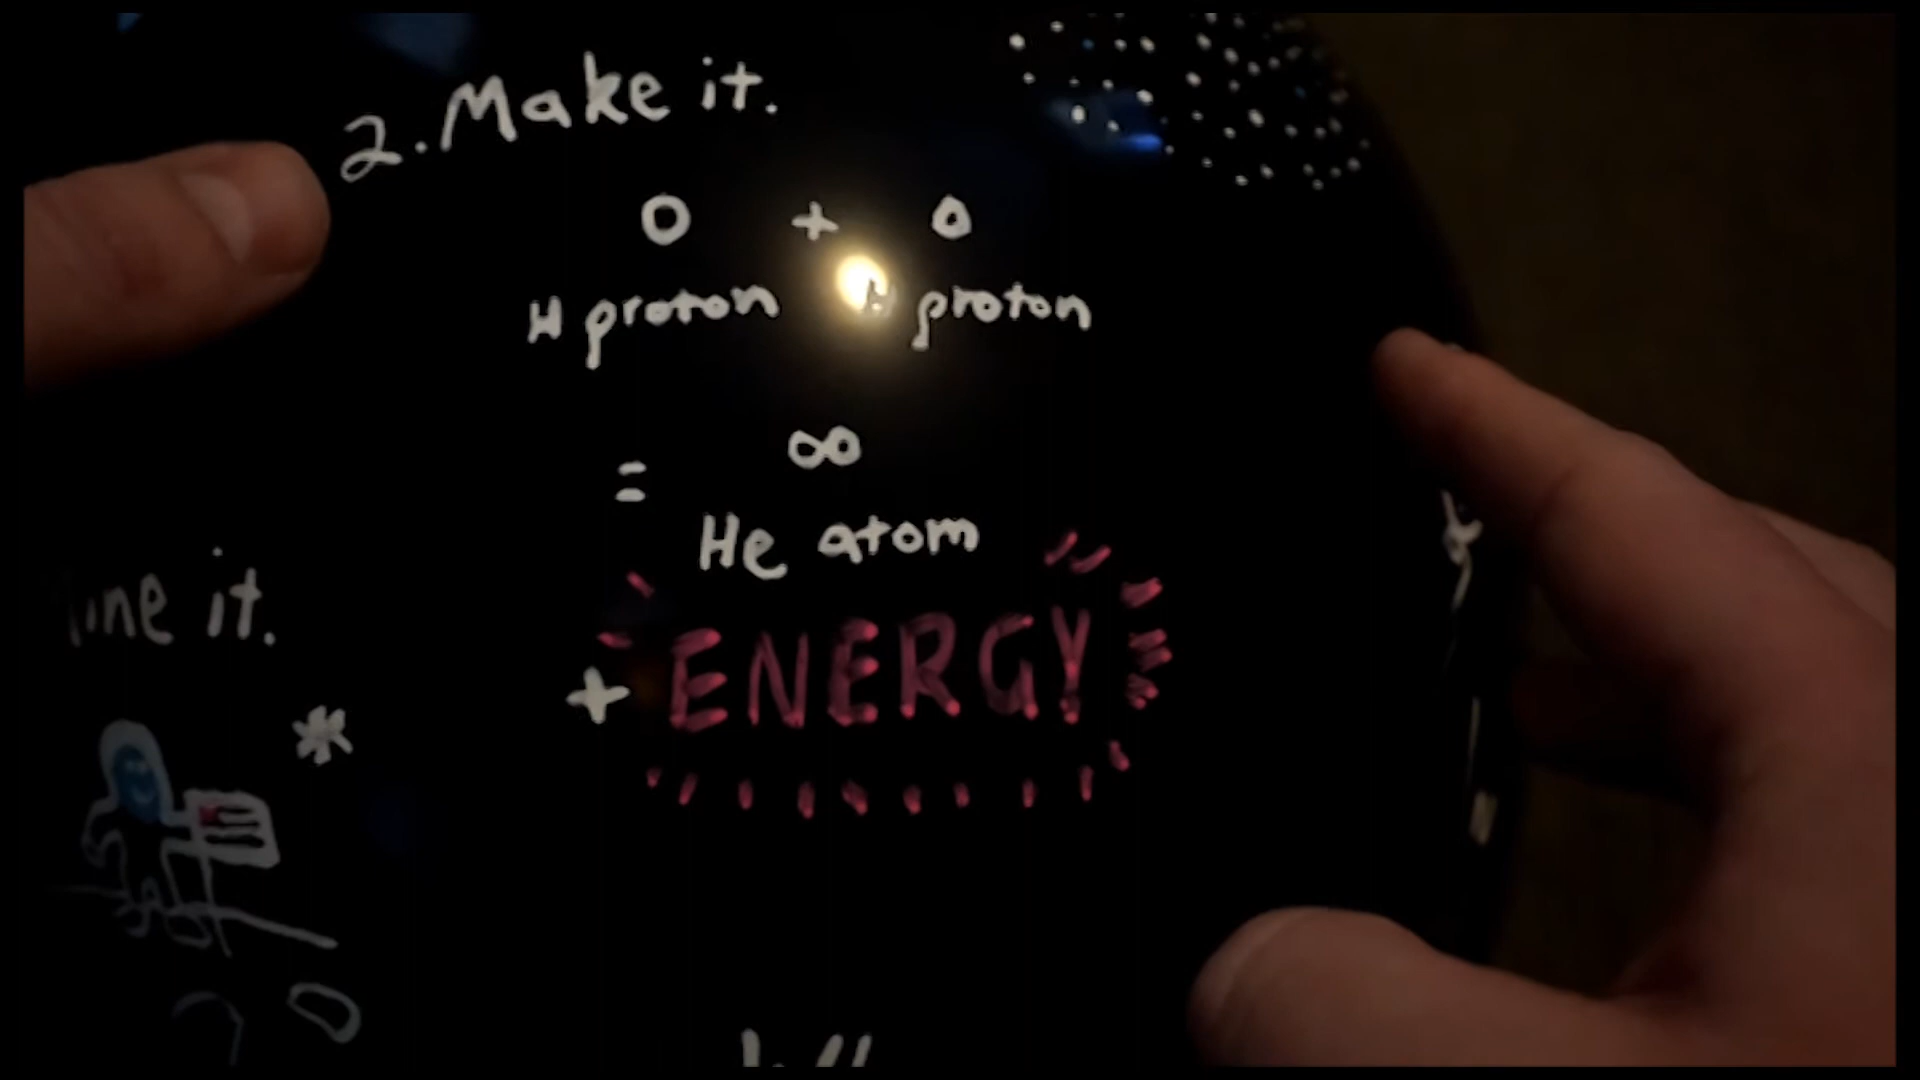 2. Make it.
O + O
H proton H proton
= ∞
He atom
+ ENERGY
ine it.
*